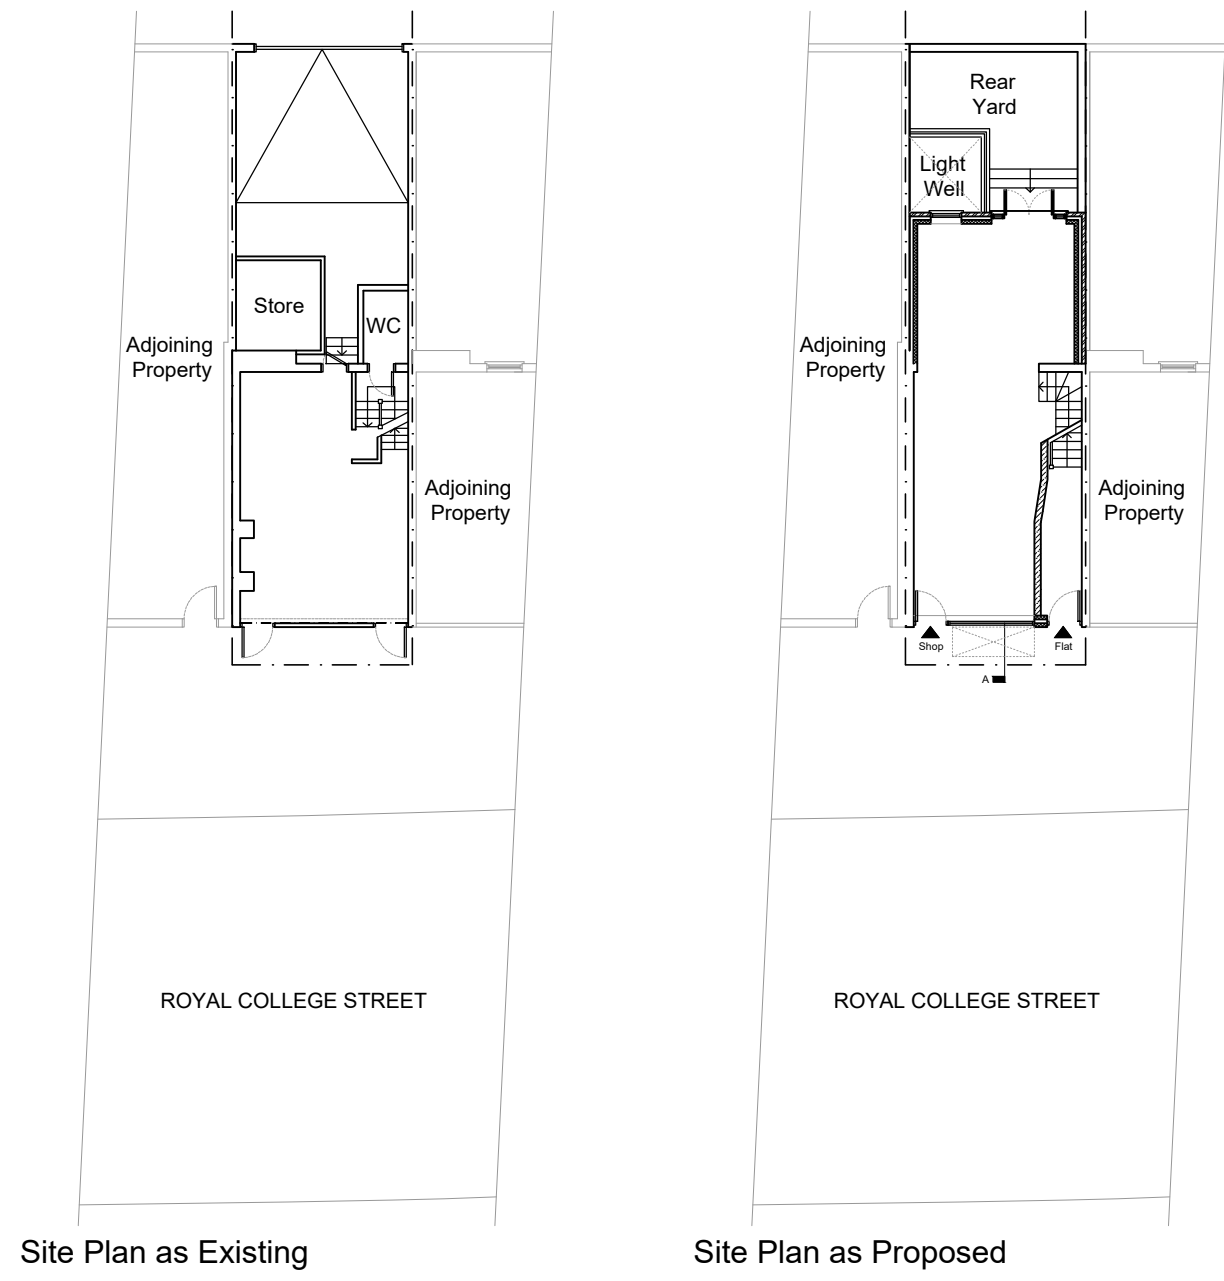 Store
WC
Adjoining
Property
Adjoining
Property
ROYAL COLLEGE STREET
Site Plan as Existing
Rear
Yard
Light
Well
Adjoining
Property
Adjoining
Property
Shop
Flat
A
ROYAL COLLEGE STREET
Site Plan as Proposed